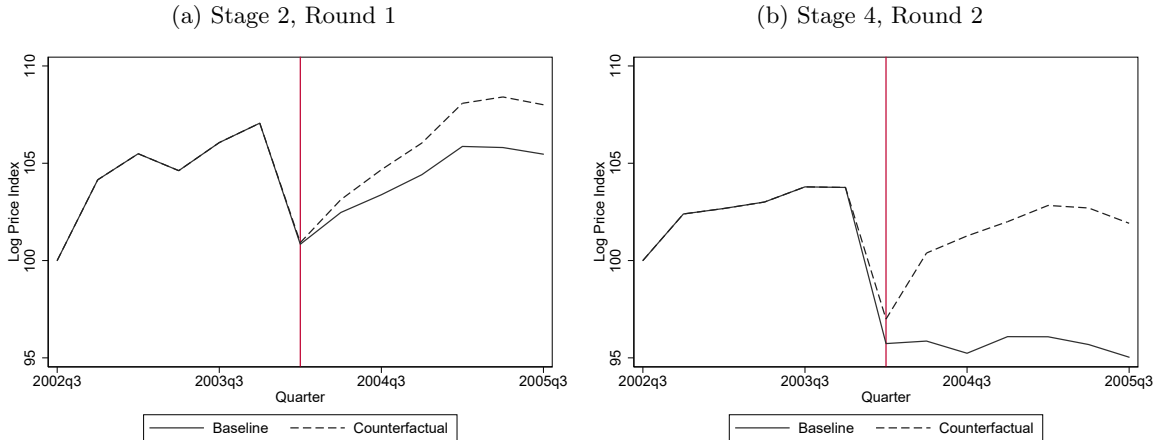 (a) Stage 2, Round 1
110
105
100
95
Log Price Index
2002q3 2003q3 2004q3 2005q3
Quarter
Baseline Counterfactual
(b) Stage 4, Round 2
110
105
100
95
Log Price Index
2002q3 2003q3 2004q3 2005q3
Quarter
Baseline Counterfactual